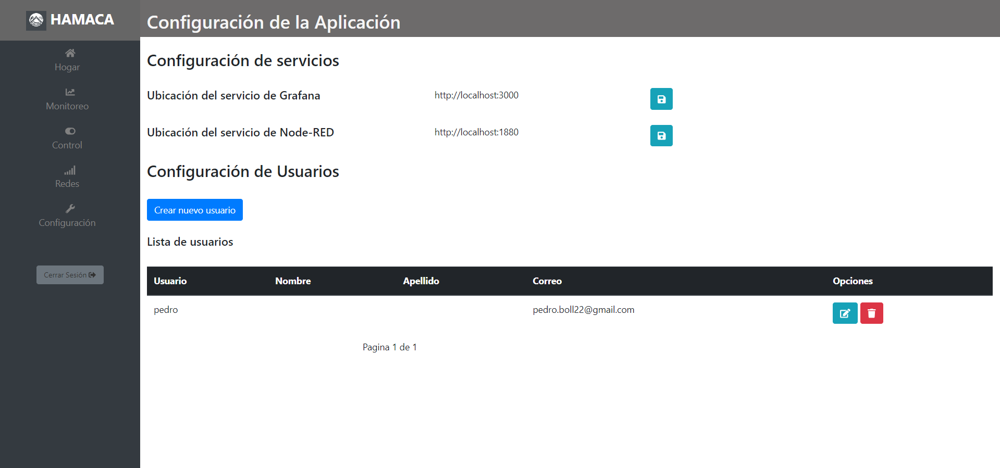 HAMACA
Hogar
Monitoreo
Control
Redes
Configuración
Cerrar Sesión
Configuración de la Aplicación
Configuración de servicios
Ubicación del servicio de Grafana http://localhost:3000
Ubicación del servicio de Node-RED http://localhost:1880
Configuración de Usuarios
Crear nuevo usuario
Lista de usuarios
Usuario Nombre Apellido Correo Opciones
pedro pedro.boll22@gmail.com
Pagina 1 de 1